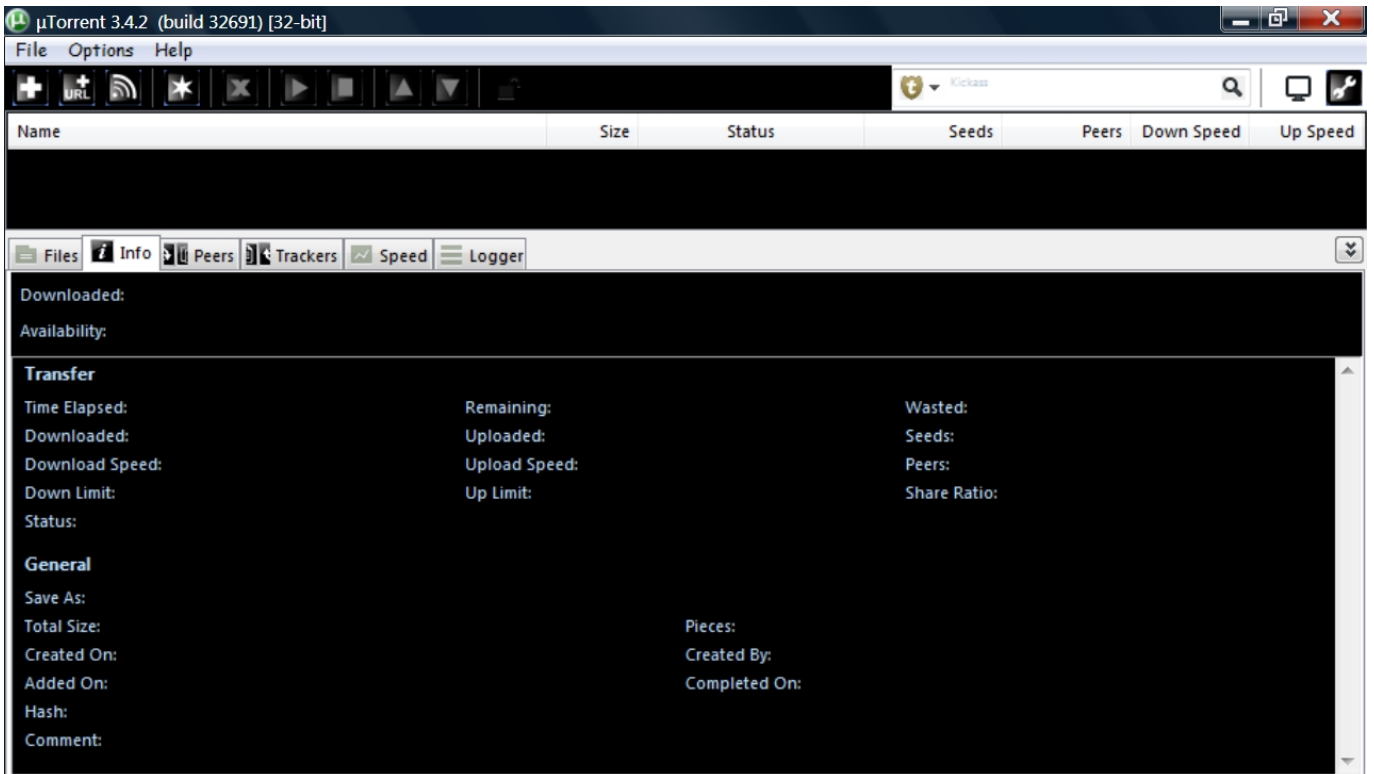 µTorrent 3.4.2 (build 32691) [32-bit]
File Options Help
URL Kickass
Name Size Status Seeds Peers Down Speed Up Speed
Files Info Peers Trackers Speed Logger
Downloaded:
Availability:
Transfer
Time Elapsed: Remaining: Wasted:
Downloaded: Uploaded: Seeds:
Download Speed: Upload Speed: Peers:
Down Limit: Up Limit: Share Ratio:
Status:
General
Save As:
Total Size: Pieces:
Created On: Created By:
Added On: Completed On:
Hash:
Comment: